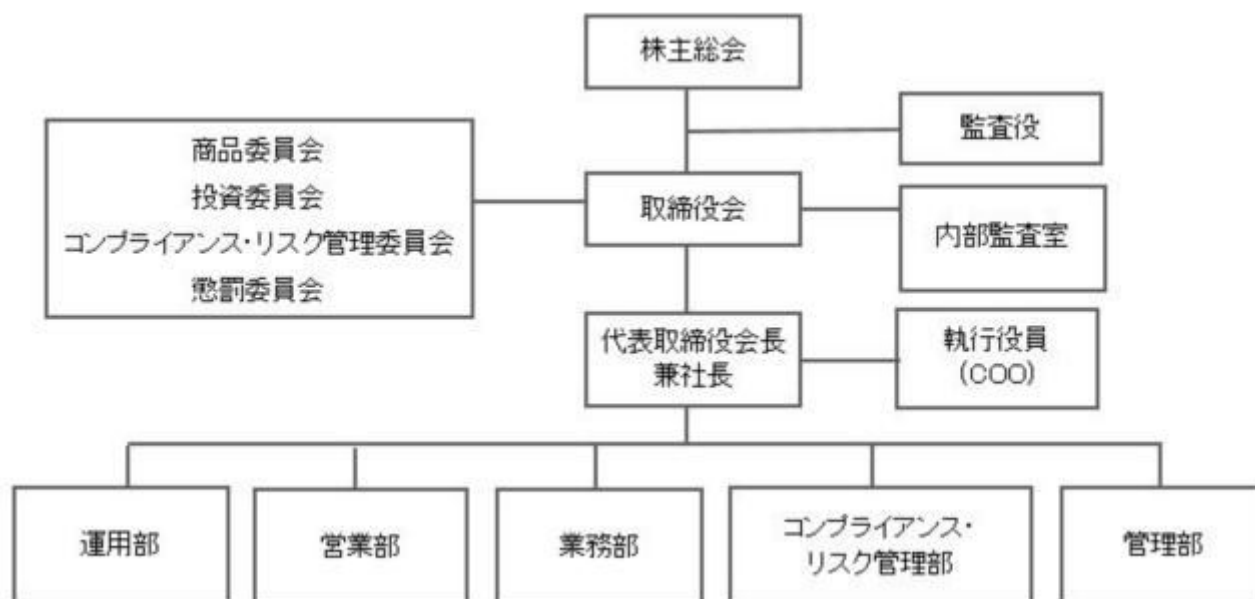 株主総会
監査役
商品委員会
投資委員会
コンプライアンス・リスク管理委員会
懲罰委員会
取締役会
内部監査室
代表取締役会長
兼社長
執行役員
(COO)
運用部
営業部
業務部
コンプライアンス・
リスク管理部
管理部